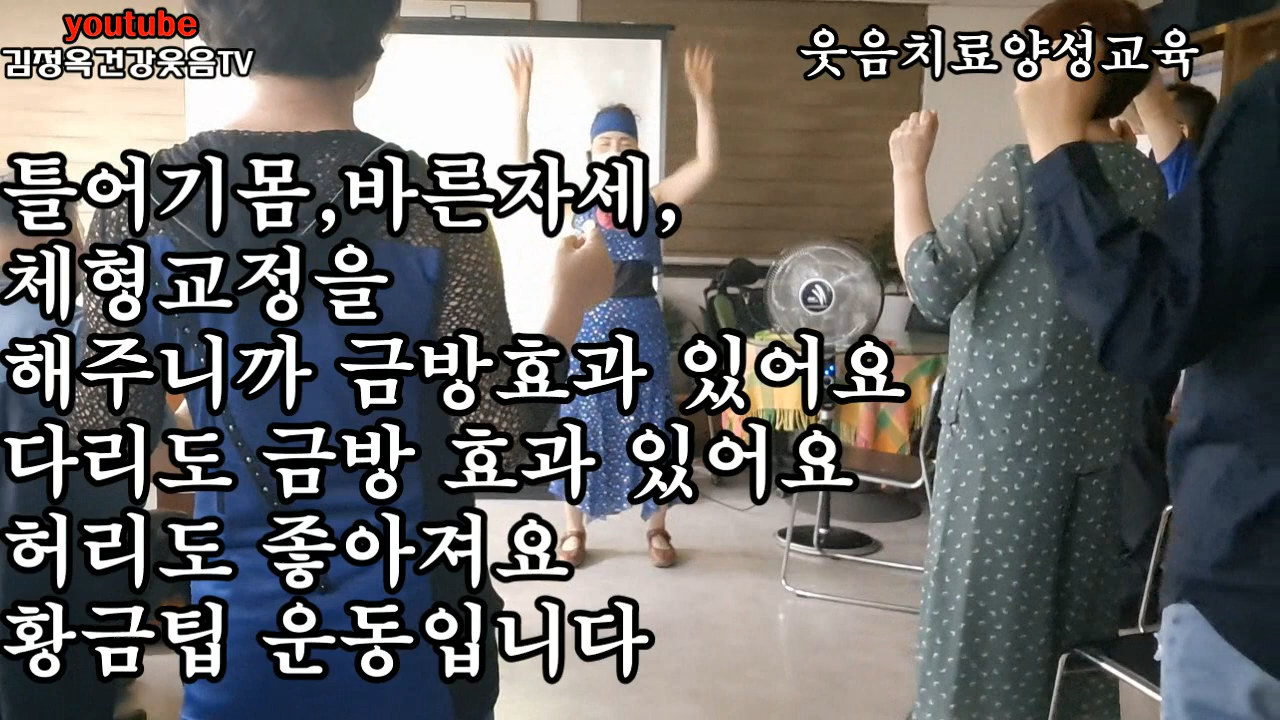 youtube
김정옥건강웃음TV
웃음치료양성교육
틀어기몸,바른자세,
체형교정을
해주니까 금방효과 있어요
다리도 금방 효과 있어요
허리도 좋아져요
황금팁 운동입니다